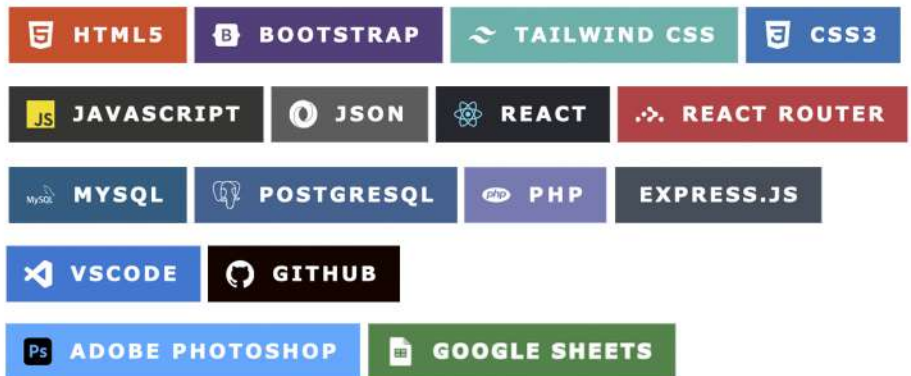 HTML5 B BOOTSTRAP TAILWIND CSS 3 CSS3
JS JAVASCRIPT JSON REACT REACT ROUTER
MySQL MYSQL POSTGRESQL php PHP EXPRESS.JS
VSCODE GITHUB
Ps ADOBE PHOTOSHOP GOOGLE SHEETS